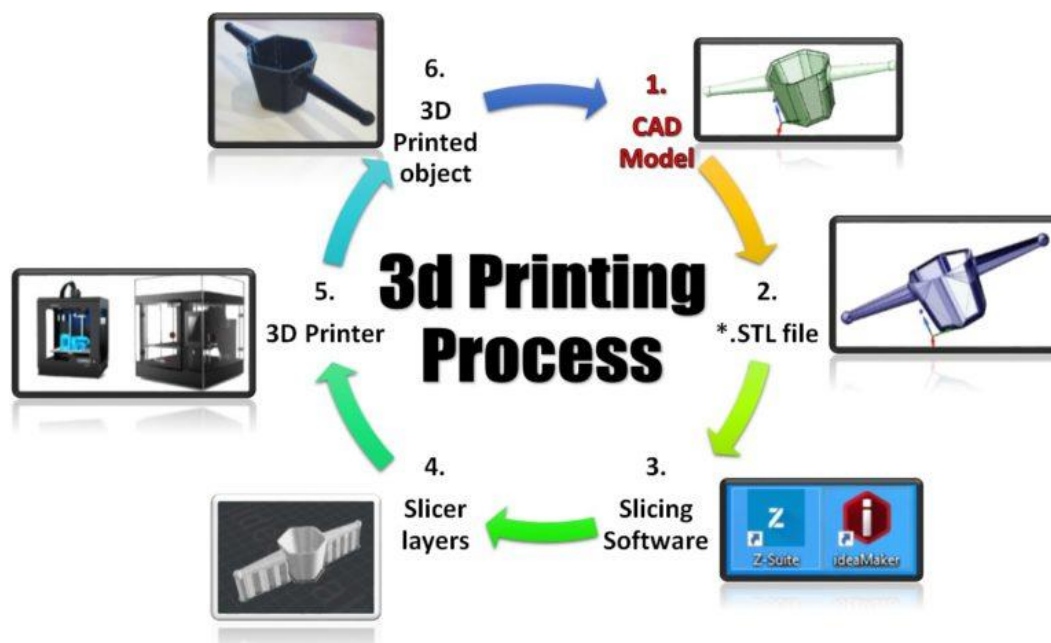 3d Printing
Process
1.
CAD
Model
2.
*.STL file
3.
Slicing
Software
Z-Suite
ideaMaker
4.
Slicer
layers
5.
3D Printer
6.
3D
Printed
object